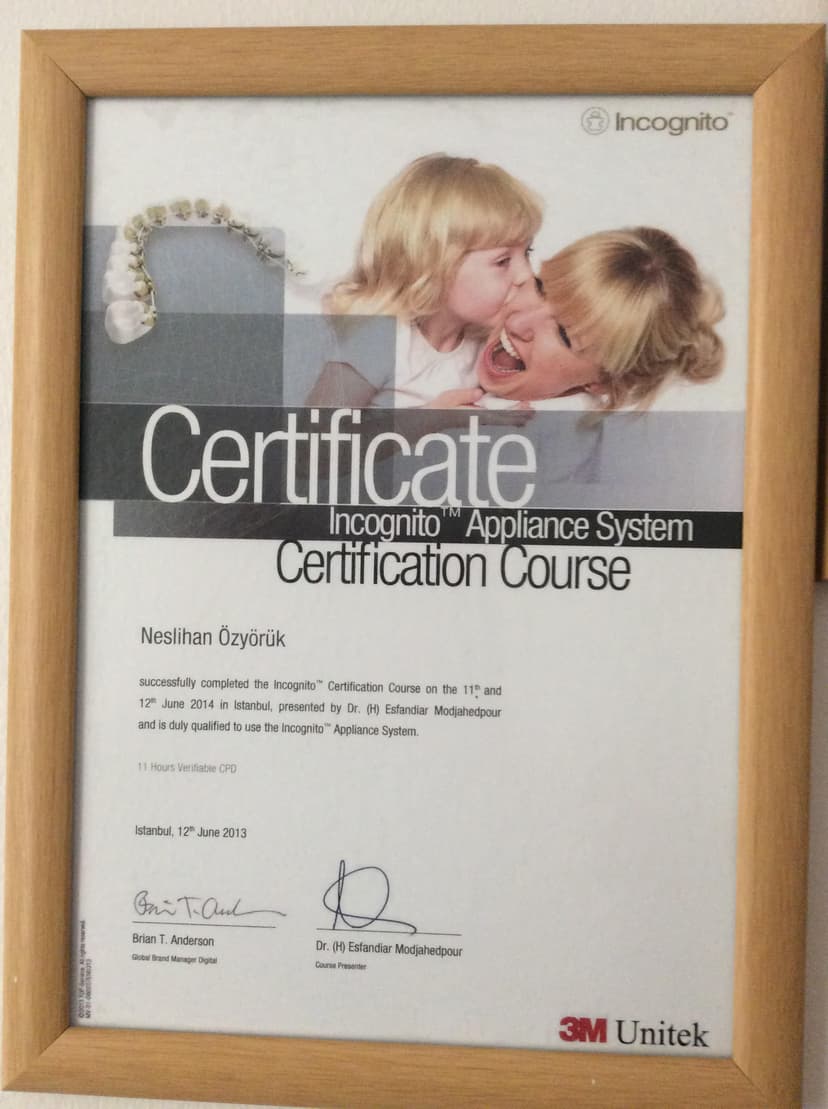 Incognito™
Certificate
Incognito™ Appliance System
Certification Course
Neslihan Özyörük
successfully completed the Incognito™ Certification Course on the 11th and
12th June 2014 in Istanbul, presented by Dr. (H) Esfandiar Modjahedpour
and is duly qualified to use the Incognito™ Appliance System.
11 Hours Verifiable CPD
Istanbul, 12th June 2013
Brian T. Anderson
Brian T. Anderson
Dr. (H) Esfandiar Modjahedpour
Global Brand Manager Digital
Course Presenter
3M Unitek